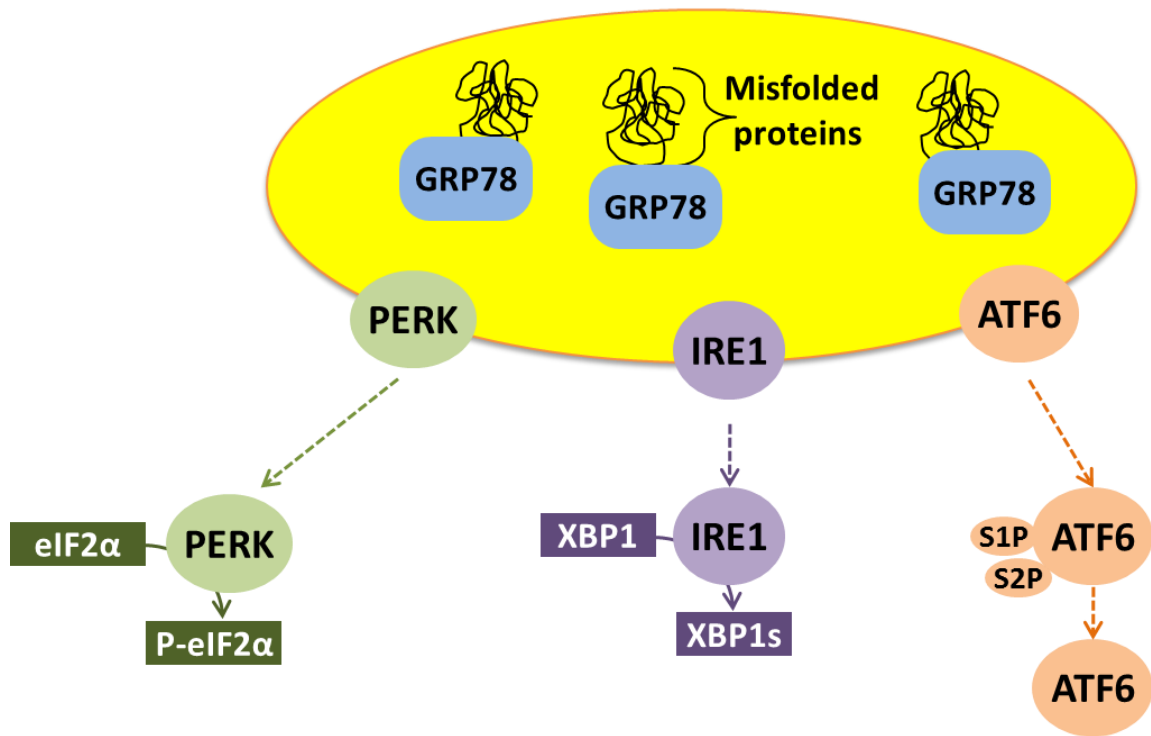 Misfolded
proteins
GRP78
GRP78
GRP78
PERK
IRE1
ATF6
eIF2α
PERK
P-eIF2α
XBP1
IRE1
XBP1s
S1P
S2P
ATF6
ATF6